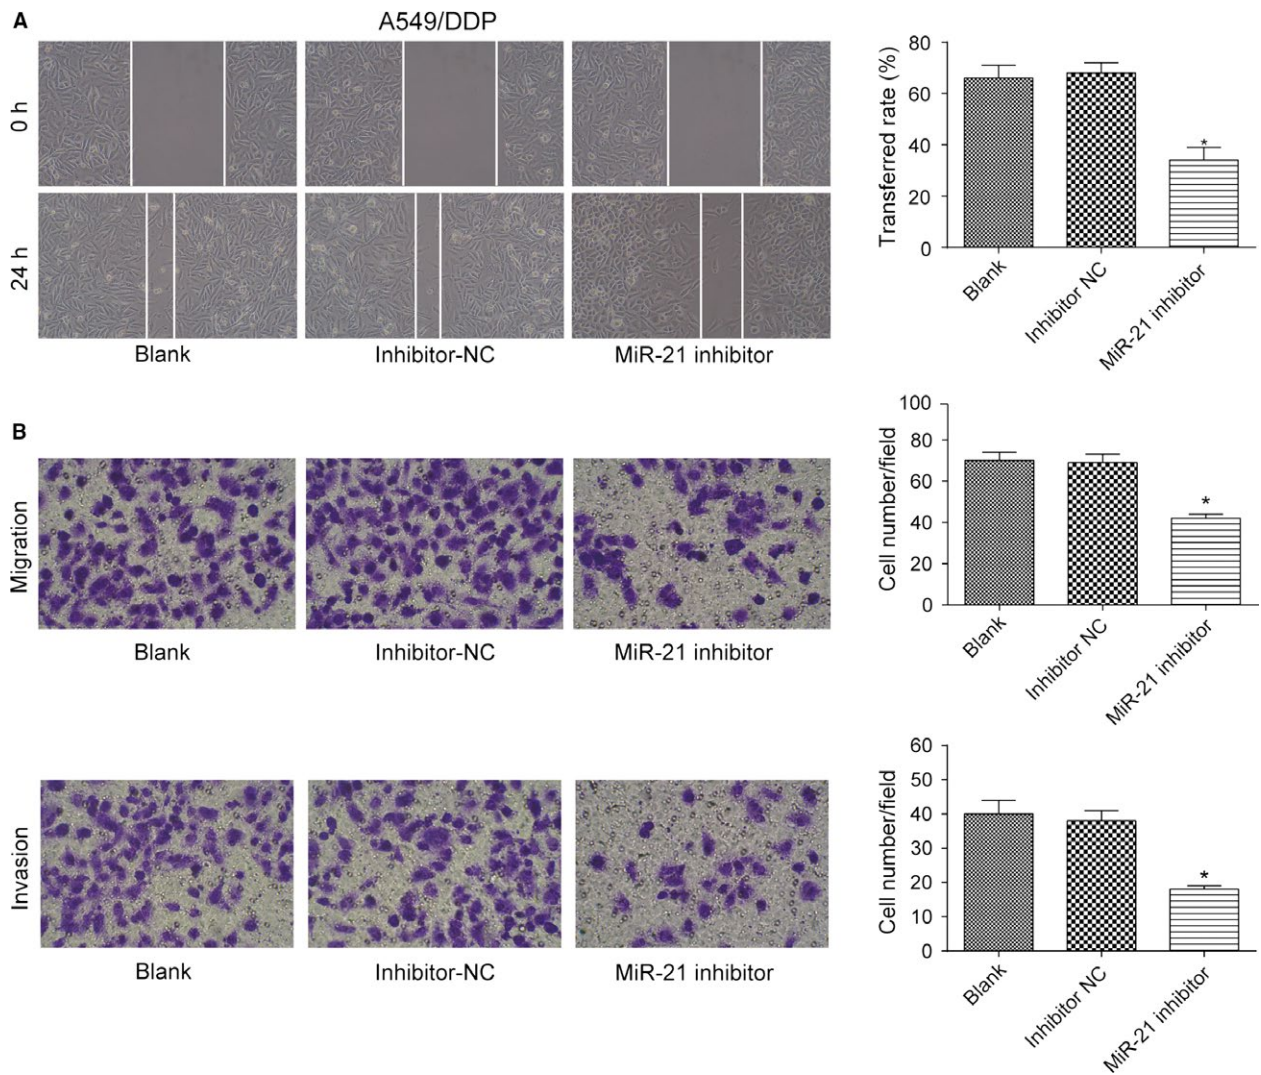 A
A549/DDP
0 h
24 h
Blank
Inhibitor-NC
MiR-21 inhibitor
Transferred rate (%)
80
60
40
20
0
*
Blank
Inhibitor NC
MiR-21 inhibitor
B
Migration
Blank
Inhibitor-NC
MiR-21 inhibitor
Cell number/field
100
80
60
40
20
0
*
Blank
Inhibitor NC
MiR-21 inhibitor
Invasion
Blank
Inhibitor-NC
MiR-21 inhibitor
Cell number/field
60
50
40
30
20
10
0
*
Blank
Inhibitor NC
MiR-21 inhibitor